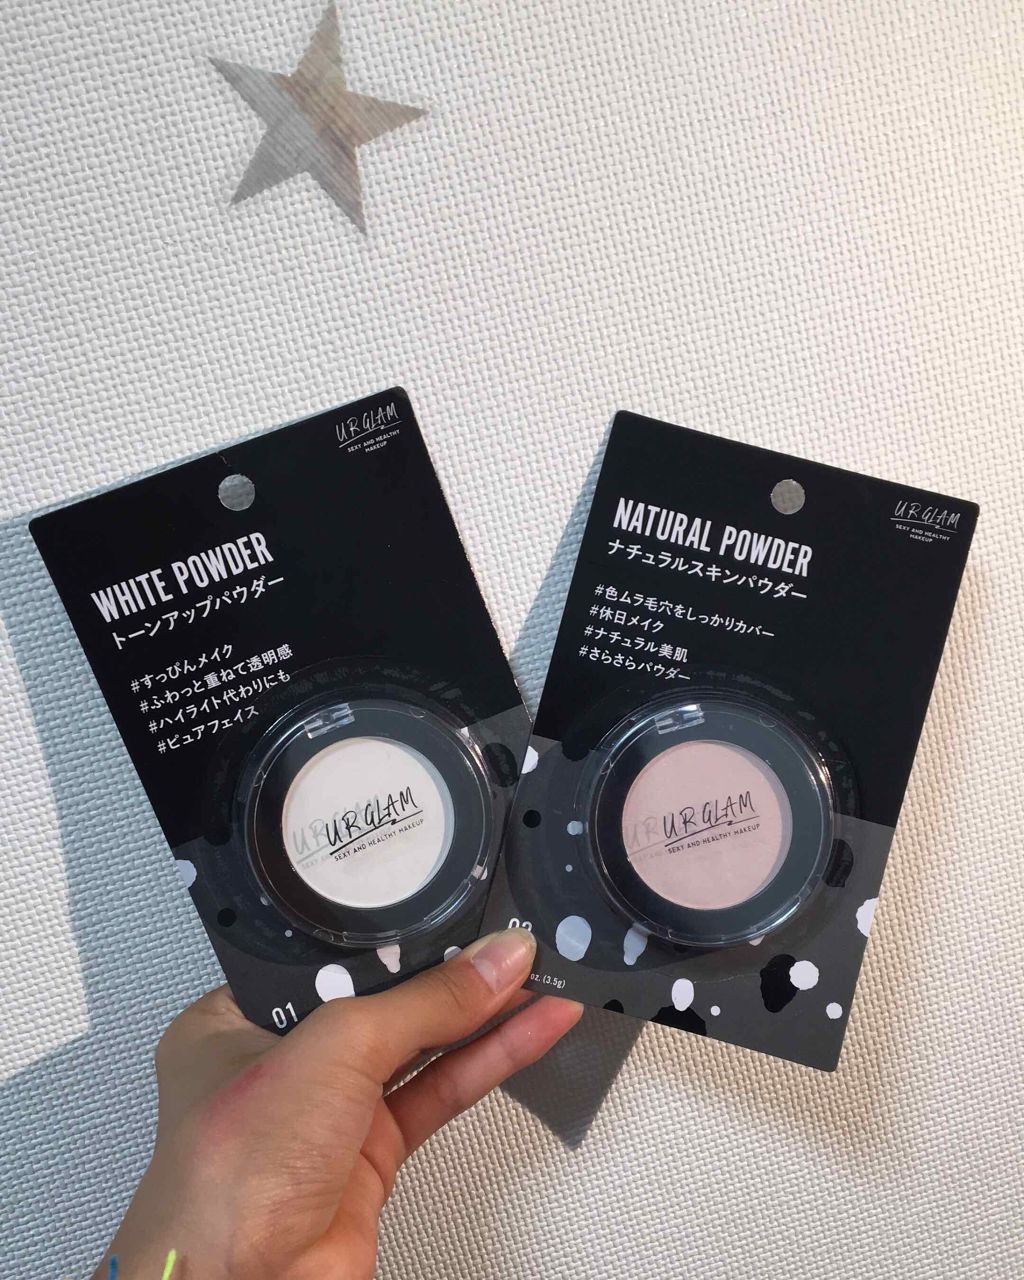 URGLAM
SEXY AND HEALTHY
MAKEUP
WHITE POWDER
トーンアップパウダー
#すっぴんメイク
#ふわっと重ねて透明感
#ハイライト代わりにも
#ピュアフェイス
URGLAM
SEXY AND HEALTHY MAKEUP
01
URGLAM
SEXY AND HEALTHY
MAKEUP
NATURAL POWDER
ナチュラルスキンパウダー
#色ムラ毛穴をしっかりカバー
#休日メイク
#ナチュラル美肌
#さらさらパウダー
URGLAM
SEXY AND HEALTHY MAKEUP
oz. (3.5g)